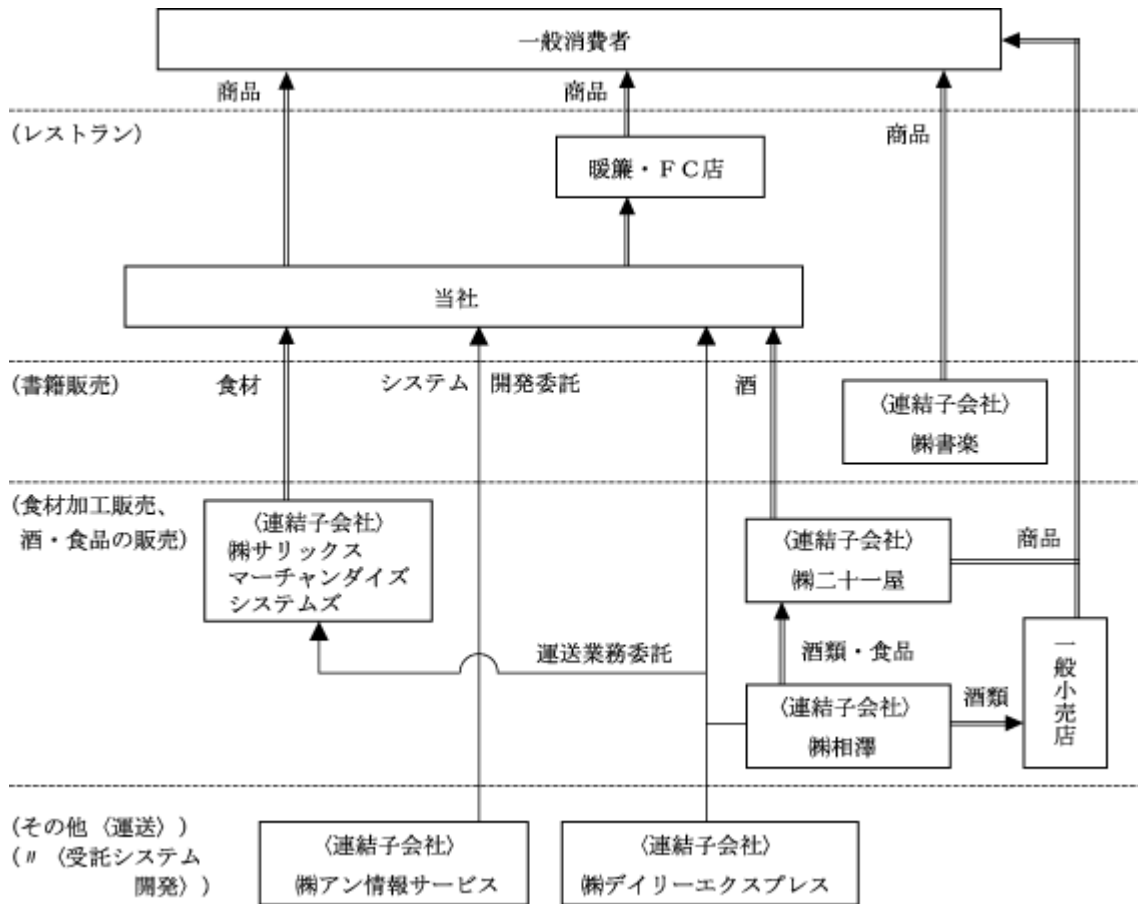 一般消費者
商品
商品
(レストラン)
商品
暖簾・ＦＣ店
当社
(書籍販売)
食材
システム
開発委託
酒
〈連結子会社〉
㈱書楽
(食材加工販売、
酒・食品の販売)
〈連結子会社〉
㈱サリックス
マーチャンダイズ
システムズ
〈連結子会社〉
㈱二十一屋
商品
運送業務委託
酒類・食品
〈連結子会社〉
㈱相澤
酒類
一般小売店
(その他〈運送〉)
(〃〈受託システム
開発〉)
〈連結子会社〉
㈱アン情報サービス
〈連結子会社〉
㈱デイリーエクスプレス